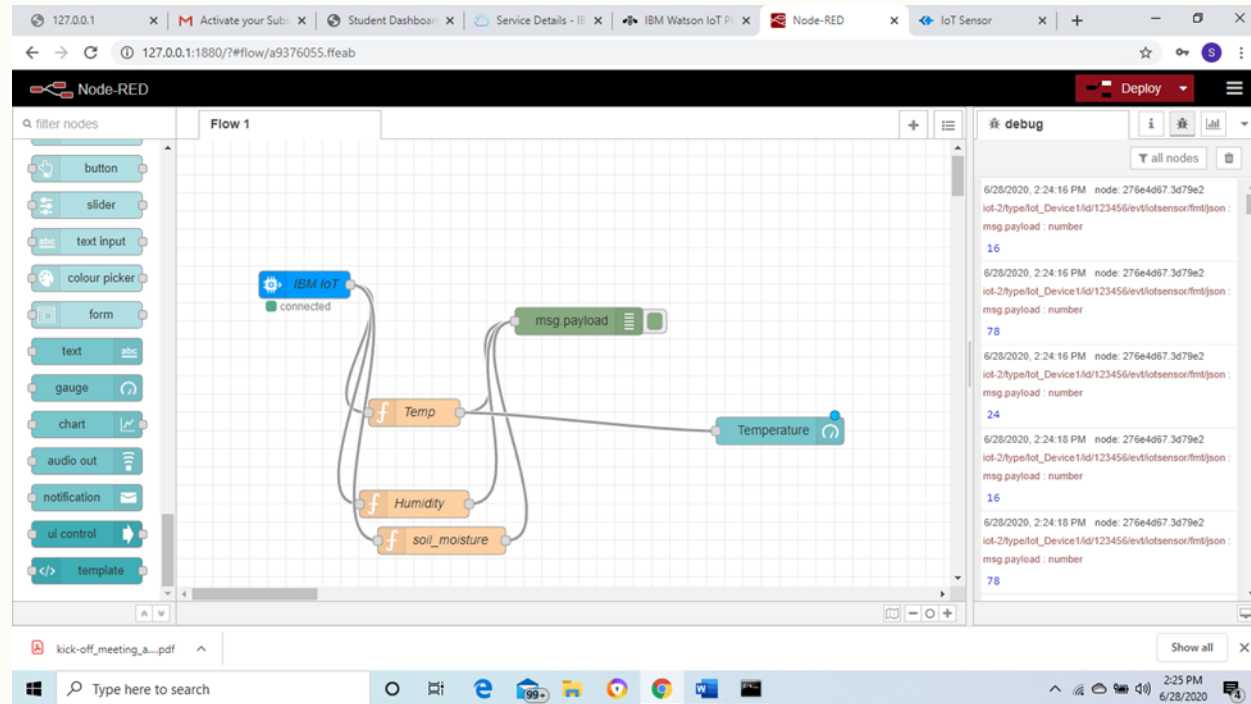 127.0.0.1
Activate your Subs
Student Dashboar
Service Details - IE
IBM Watson IoT Pl
Node-RED
IoT Sensor
127.0.0.1:1880/?#flow/a9376055.ffeab
S
Node-RED
Deploy
filter nodes
Flow 1
debug
i
all nodes
button
slider
abc
text input
colour picker
form
text
abc
gauge
chart
audio out
notification
ui control
</>
template
IBM IoT
connected
msg.payload
f
Temp
Temperature
f
Humidity
f
soil_moisture
6/28/2020, 2:24:16 PM node: 276e4d67.3d79e2
iot-2/type/Iot_Device1/id/123456/evt/iotsensor/fmt/json :
msg.payload : number
16
6/28/2020, 2:24:16 PM node: 276e4d67.3d79e2
iot-2/type/Iot_Device1/id/123456/evt/iotsensor/fmt/json :
msg.payload : number
78
6/28/2020, 2:24:16 PM node: 276e4d67.3d79e2
iot-2/type/Iot_Device1/id/123456/evt/iotsensor/fmt/json :
msg.payload : number
24
6/28/2020, 2:24:18 PM node: 276e4d67.3d79e2
iot-2/type/Iot_Device1/id/123456/evt/iotsensor/fmt/json :
msg.payload : number
16
6/28/2020, 2:24:18 PM node: 276e4d67.3d79e2
iot-2/type/Iot_Device1/id/123456/evt/iotsensor/fmt/json :
msg.payload : number
78
kick-off_meeting_a....pdf
Show all
Type here to search
99+
2:25 PM
6/28/2020
4